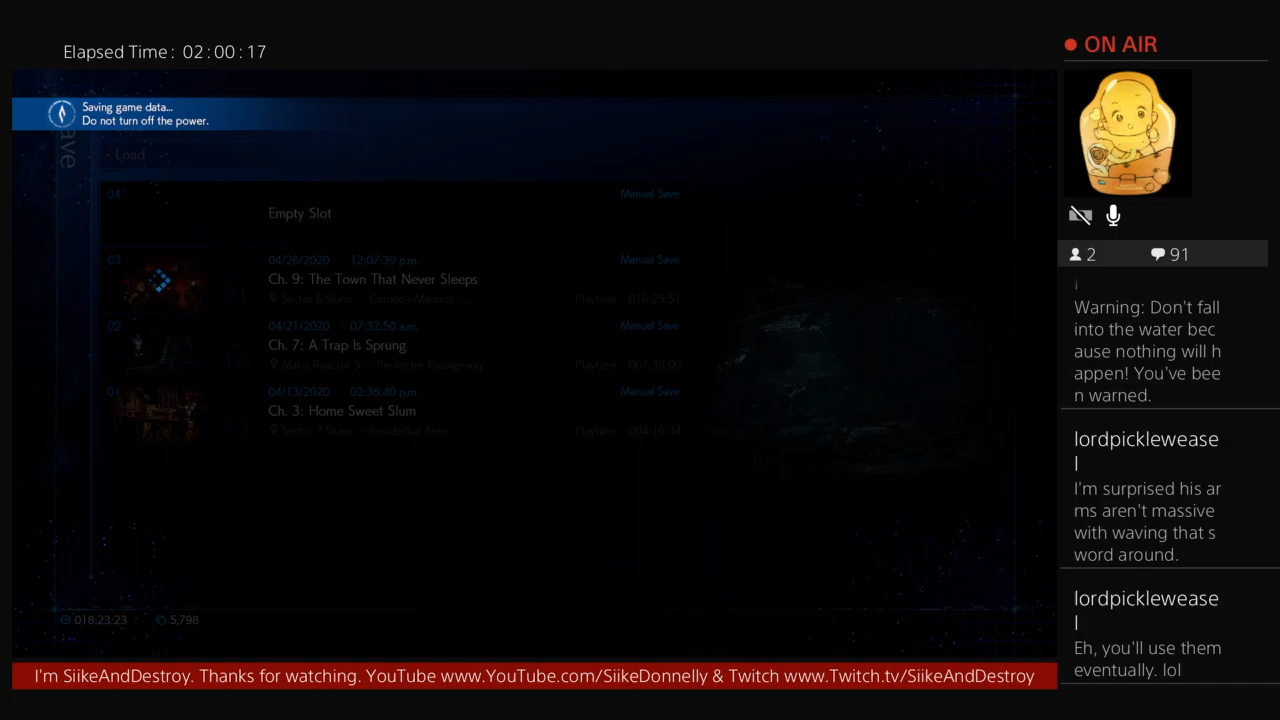 Elapsed Time: 02:00:17
ON AIR
Saving game data...
Do not turn off the power.
ave
Load
04
Manual Save
Empty Slot
03
04/26/2020 12:07:39 p.m.
Manual Save
Ch. 9: The Town That Never Sleeps
Sector 6 Slums — Corneo's Mansion
Playtime 016:25:51
02
04/21/2020 07:32:50 a.m.
Manual Save
Ch. 7: A Trap Is Sprung
Mako Reactor 5 — Perimeter Passageway
Playtime 007:38:00
01
04/13/2020 02:38:40 p.m.
Manual Save
Ch. 3: Home Sweet Slum
Sector 7 Slums — Residential Area
Playtime 004:16:34
018:23:23 5,798
I'm SiikeAndDestroy. Thanks for watching. YouTube www.YouTube.com/SiikeDonnelly & Twitch www.Twitch.tv/SiikeAndDestroy
2 91
l
Warning: Don't fall
into the water bec
ause nothing will h
appen! You've bee
n warned.
lordpicklewease
l
I'm surprised his ar
ms aren't massive
with waving that s
word around.
lordpicklewease
l
Eh, you'll use them
eventually. lol